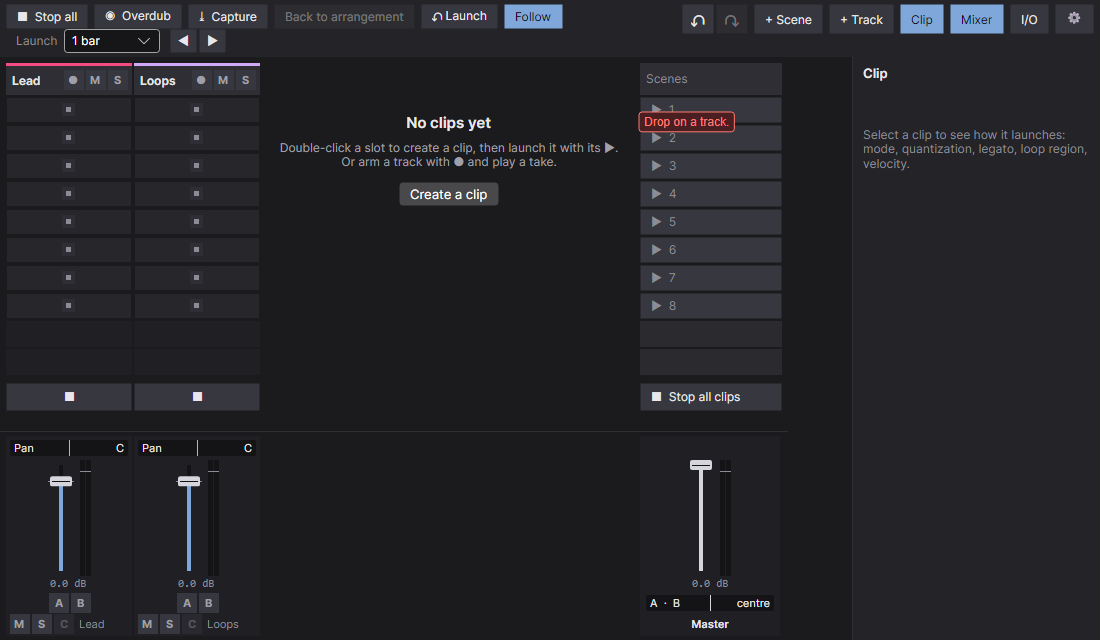 Stop all Overdub Capture Back to arrangement Launch Follow + Scene + Track Clip Mixer I/O
Launch 1 bar
Lead M S Loops M S Scenes Clip
No clips yet
1
Drop on a track.
Select a clip to see how it launches:
mode, quantization, legato, loop region,
velocity.
Double-click a slot to create a clip, then launch it with its ▶.
Or arm a track with ● and play a take.
2
3
Create a clip
4
5
6
7
8
Stop all clips
Pan C Pan C
0.0 dB 0.0 dB 0.0 dB
A B A B A · B centre
M S C Lead M S C Loops Master